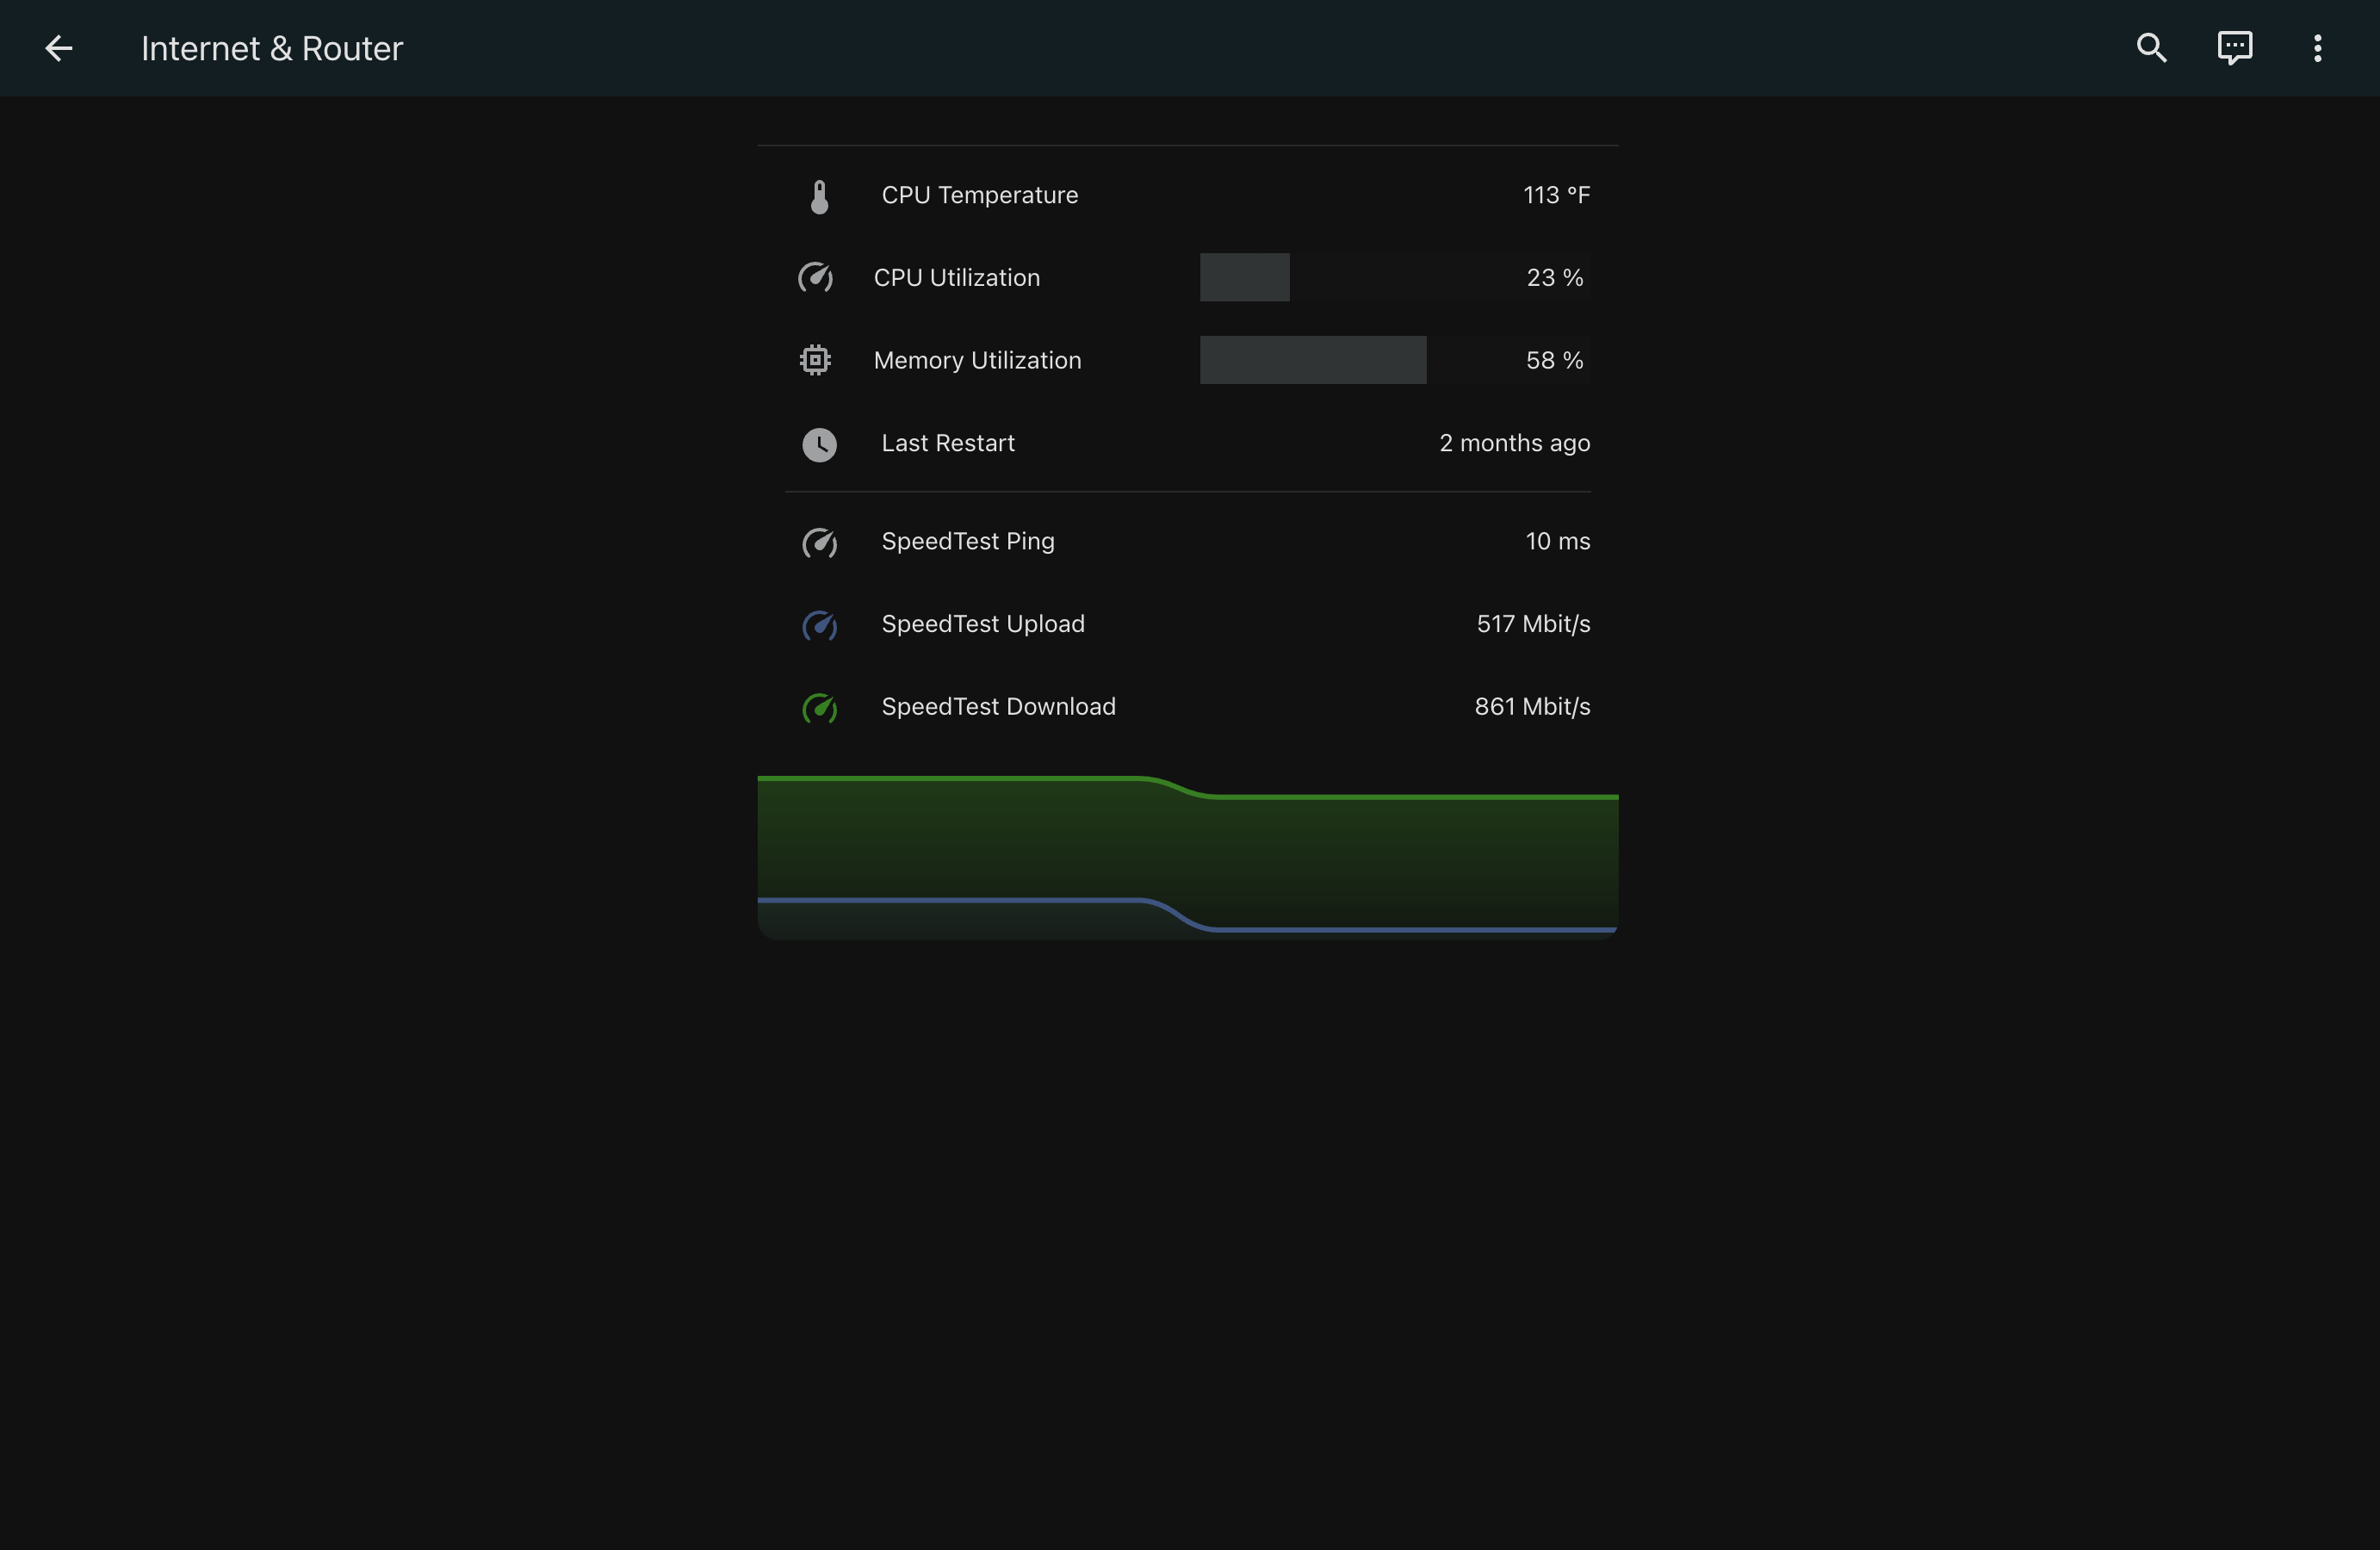 Internet & Router
CPU Temperature 113 °F
CPU Utilization 23 %
Memory Utilization 58 %
Last Restart 2 months ago
SpeedTest Ping 10 ms
SpeedTest Upload 517 Mbit/s
SpeedTest Download 861 Mbit/s